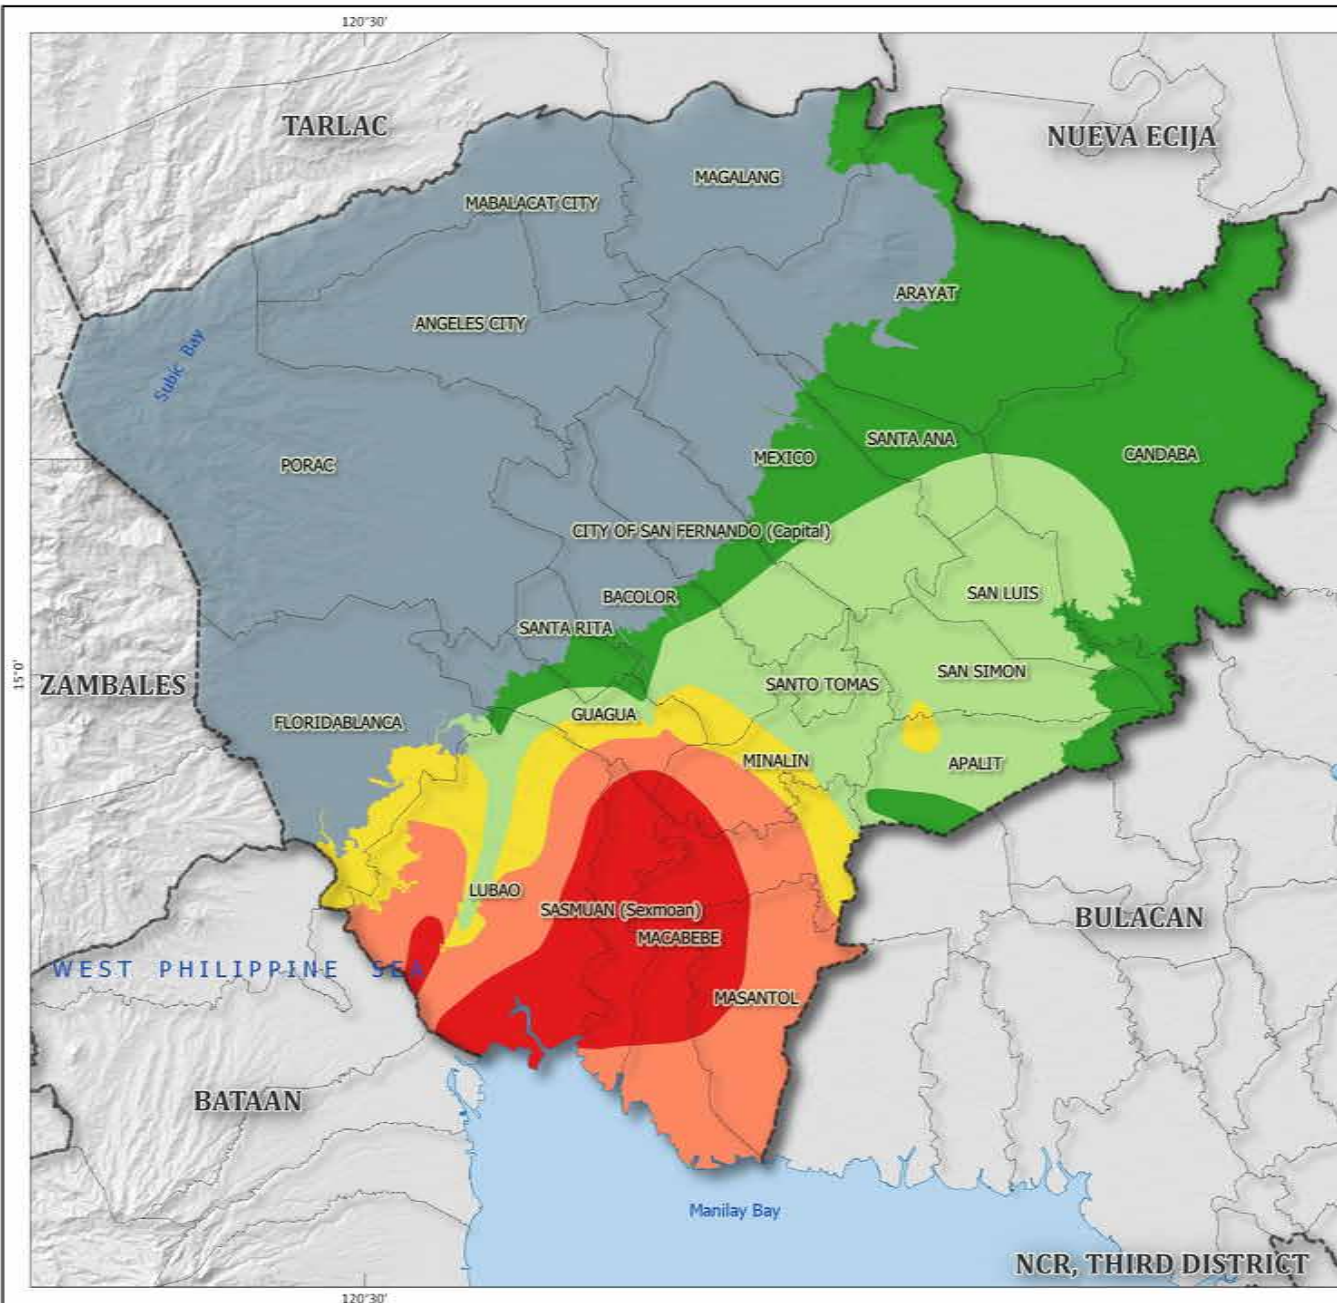 120°30'
TARLAC
NUEVA ECIJA
MAGALANG
MABALACAT CITY
ARAYAT
ANGELES CITY
Subic Bay
SANTA ANA
CANDABA
MEXICO
PORAC
CITY OF SAN FERNANDO (Capital)
SAN LUIS
BACOLOR
SANTA RITA
15°0'
ZAMBALES
SAN SIMON
SANTO TOMAS
GUAGUA
FLORIDABLANCA
MINALIN
APALIT
LUBAO
SASMUAN (Sexmoan)
BULACAN
MACABEBE
WEST PHILIPPINE SEA
MASANTOL
BATAAN
Manilay Bay
NCR, THIRD DISTRICT
120°30'